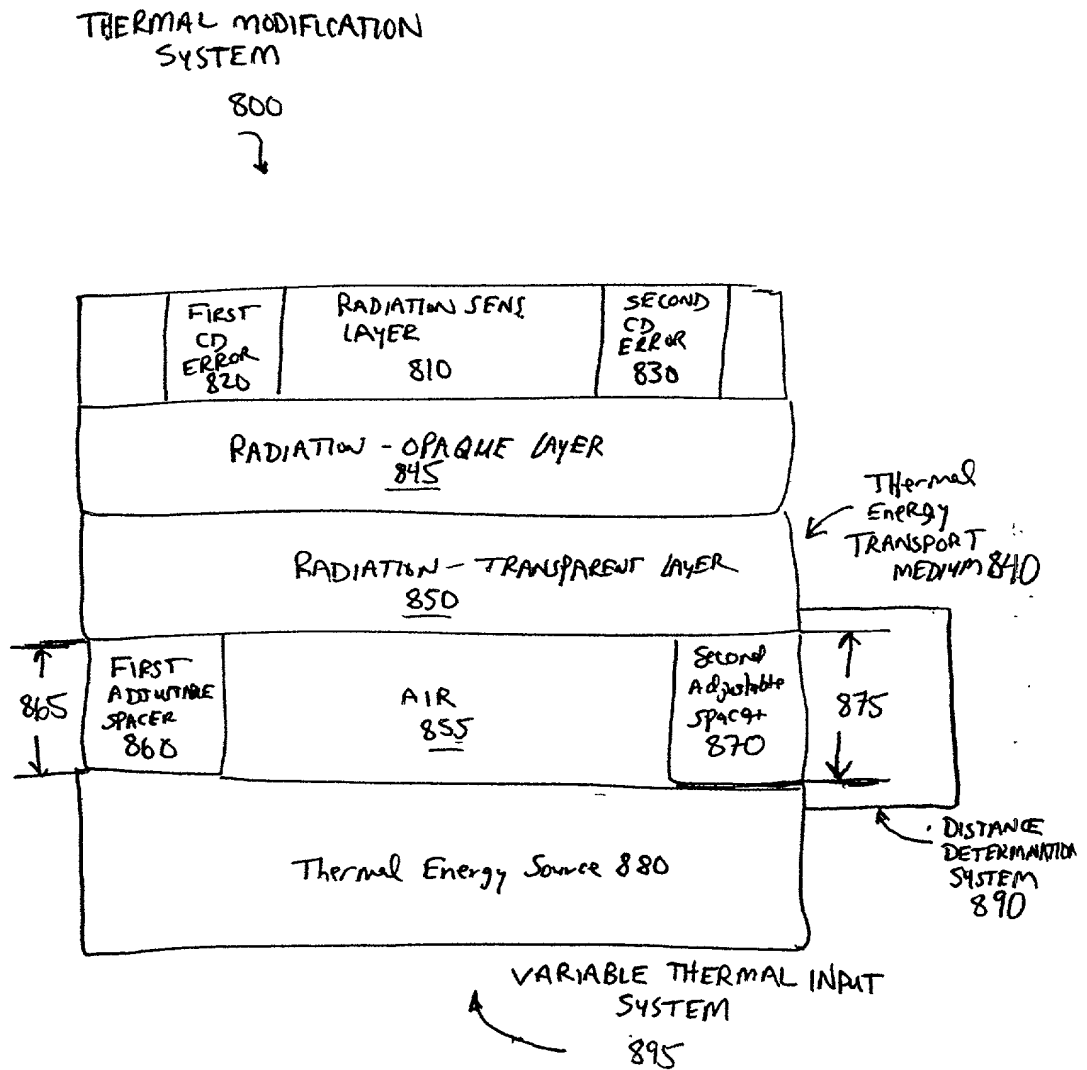 THERMAL MODIFICATION
SYSTEM
800
FIRST
CD
ERROR
820
RADIATION SENS
LAYER
810
SECOND
CD
ERROR
830
RADIATION - OPAQUE LAYER
845
THermal
ENERGY
TRANSPORT
MEDIUM 840
RADIATION - TRANSPARENT LAYER
850
865
FIRST
ADJUSTABLE
SPACER
860
AIR
855
Second
Adjustable
spacer
870
875
DISTANCE
DETERMINATION
SYSTEM
890
Thermal Energy Source 880
VARIABLE THERMAL INPUT
SYSTEM
895